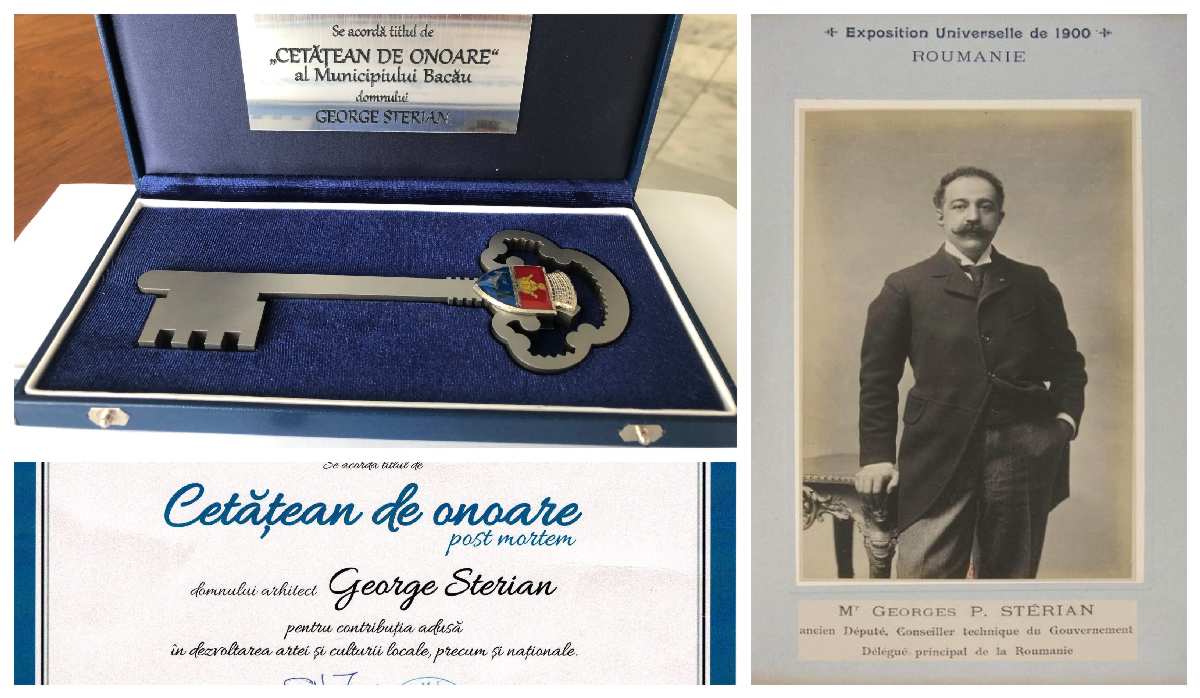 Se acordă titlul de
„CETĂȚEAN DE ONOARE“
al Municipiului Bacău
domnului
GEORGE STERIAN
Se acordă titlul de
Cetățean de onoare
post mortem
domnului arhitect George Sterian
pentru contribuția adusă
în dezvoltarea artei și culturii locale, precum și naționale.
Exposition Universelle de 1900
ROUMANIE
Mr GEORGES P. STÉRIAN
ancien Député, Conseiller technique du Gouvernement
Délégué principal de la Roumanie